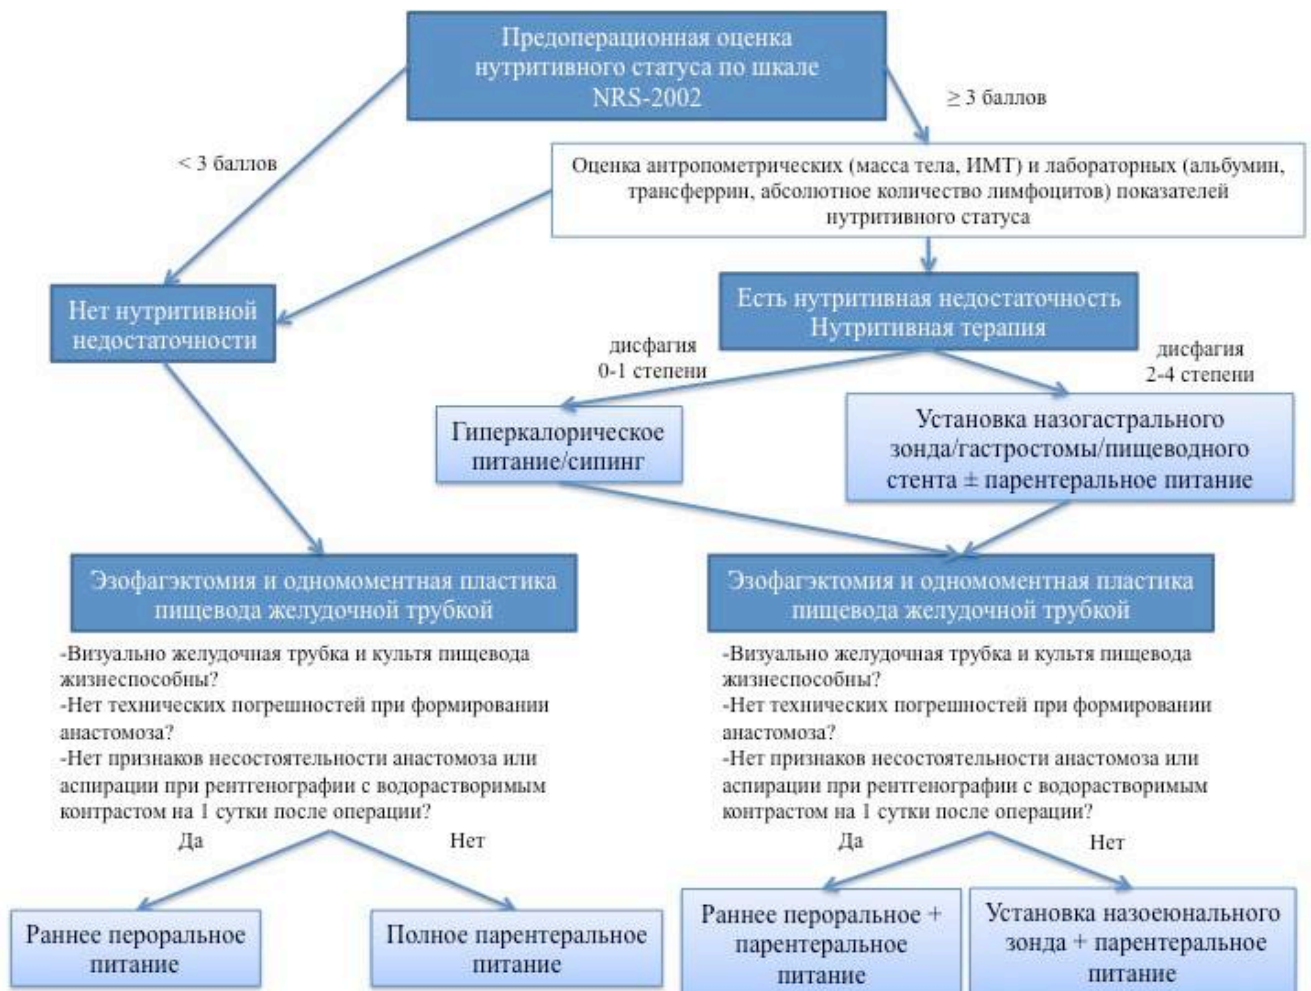 Предоперационная оценка
нутритивного статуса по шкале
NRS-2002
≥ 3 баллов
< 3 баллов
Оценка антропометрических (масса тела, ИМТ) и лабораторных (альбумин,
трансферрин, абсолютное количество лимфоцитов) показателей
нутритивного статуса
Нет нутритивной
недостаточности
Есть нутритивная недостаточность
Нутритивная терапия
дисфагия
0-1 степени
дисфагия
2-4 степени
Гиперкалорическое
питание/сипинг
Установка назогастрального
зонда/гастростомы/пищеводного
стента ± парентеральное питание
Эзофагэктомия и одномоментная пластика
пищевода желудочной трубкой
Эзофагэктомия и одномоментная пластика
пищевода желудочной трубкой
-Визуально желудочная трубка и культя пищевода
жизнеспособны?
-Нет технических погрешностей при формировании
анастомоза?
-Нет признаков несостоятельности анастомоза или
аспирации при рентгенографии с водорастворимым
контрастом на 1 сутки после операции?
-Визуально желудочная трубка и культя пищевода
жизнеспособны?
-Нет технических погрешностей при формировании
анастомоза?
-Нет признаков несостоятельности анастомоза или
аспирации при рентгенографии с водорастворимым
контрастом на 1 сутки после операции?
Да
Нет
Да
Нет
Раннее пероральное
питание
Полное парентеральное
питание
Раннее пероральное +
парентеральное
питание
Установка назоеюнального
зонда + парентеральное
питание